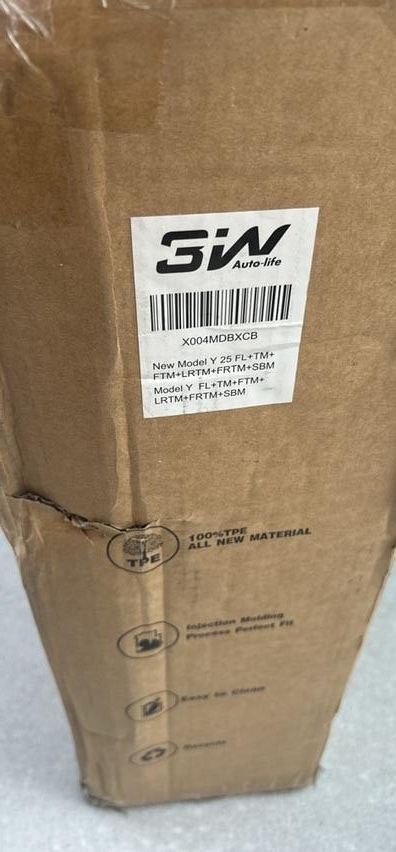 3W
Auto-life
X004MDBXCB
New Model Y 25 FL+TM+
FTM+LRTM+FRTM+SBM
Model Y FL+TM+FTM+
LRTM+FRTM+SBM
TPE
100%TPE
ALL NEW MATERIAL
Injection Molding
Process Perfect Fit
Easy to Clean